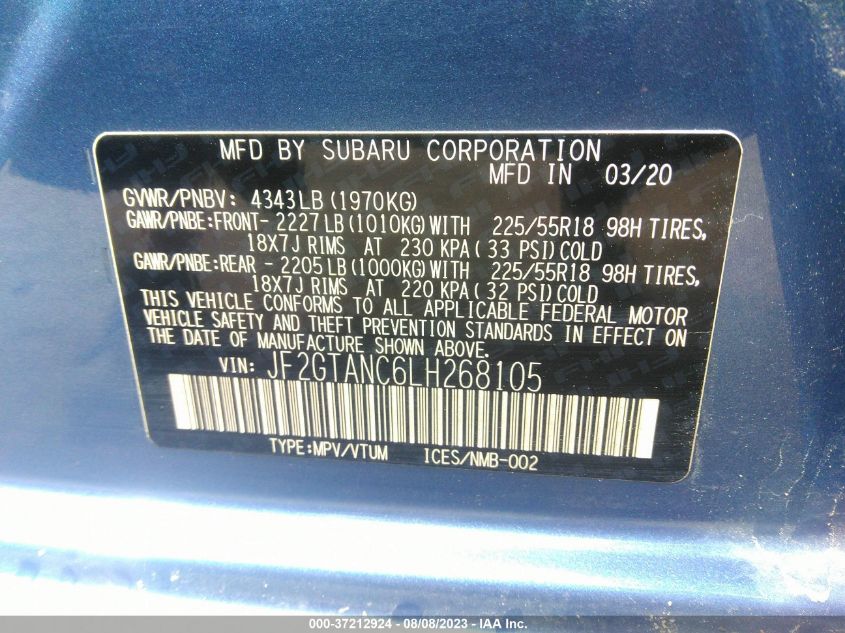 MFD BY SUBARU CORPORATION
MFD IN 03/20
GVWR/PNBV: 4343LB (1970KG)
GAWR/PNBE:FRONT- 2227LB (1010KG) WITH 225/55R18 98H TIRES,
18X7J RIMS AT 230 KPA( 33 PSI) COLD
GAWR/PNBE:REAR - 2205LB (1000KG) WITH 225/55R18 98H TIRES,
18X7J RIMS AT 220 KPA( 32 PSI) COLD
THIS VEHICLE CONFORMS TO ALL APPLICABLE FEDERAL MOTOR
VEHICLE SAFETY AND THEFT PREVENTION STANDARDS IN EFFECT ON
THE DATE OF MANUFACTURE SHOWN ABOVE.
VIN: JF2GTANC6LH268105
TYPE:MPV/VTUM ICES/NMB-002
000-37212924 - 08/08/2023 - IAA Inc.